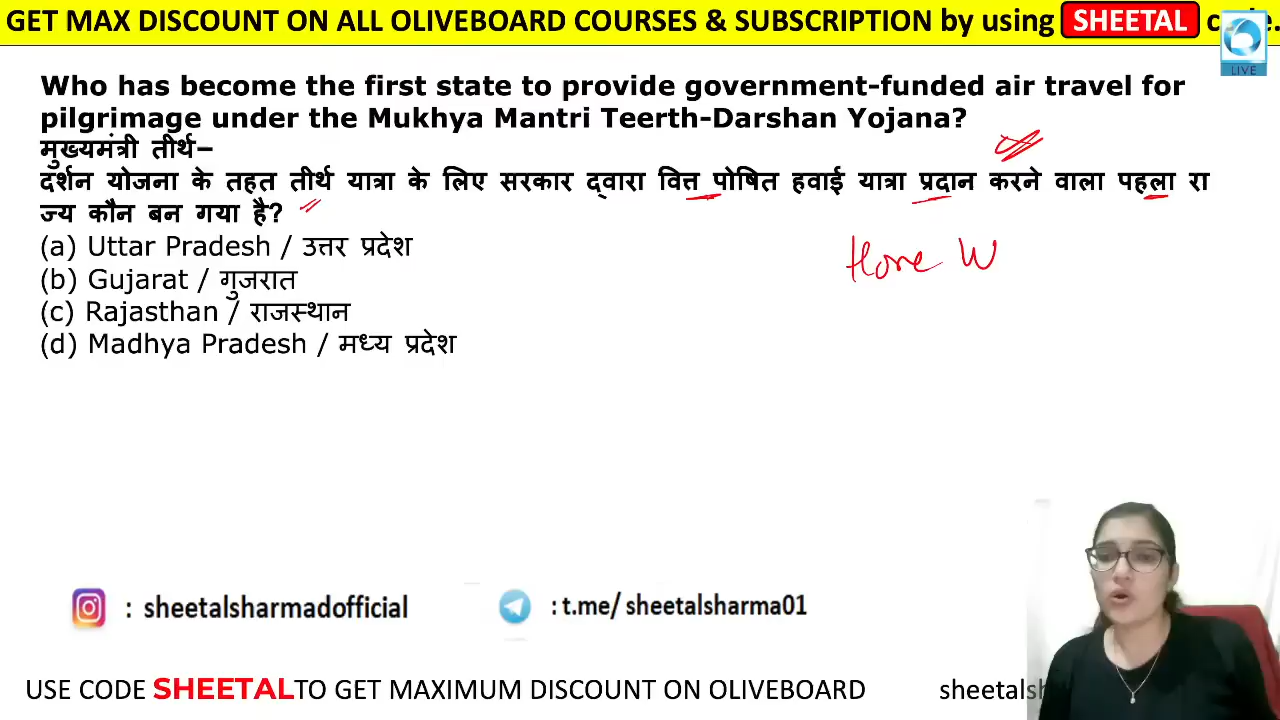 GET MAX DISCOUNT ON ALL OLIVEBOARD COURSES & SUBSCRIPTION by using SHEETAL code.
LIVE
Who has become the first state to provide government-funded air travel for
pilgrimage under the Mukhya Mantri Teerth-Darshan Yojana?
मुख्यमंत्री तीर्थ–
दर्शन योजना के तहत तीर्थ यात्रा के लिए सरकार द्वारा वित्त पोषित हवाई यात्रा प्रदान करने वाला पहला रा
ज्य कौन बन गया है?
Home W
(a) Uttar Pradesh / उत्तर प्रदेश
(b) Gujarat / गुजरात
(c) Rajasthan / राजस्थान
(d) Madhya Pradesh / मध्य प्रदेश
: sheetalsharmadofficial
: t.me/ sheetalsharma01
USE CODE SHEETALTO GET MAXIMUM DISCOUNT ON OLIVEBOARD